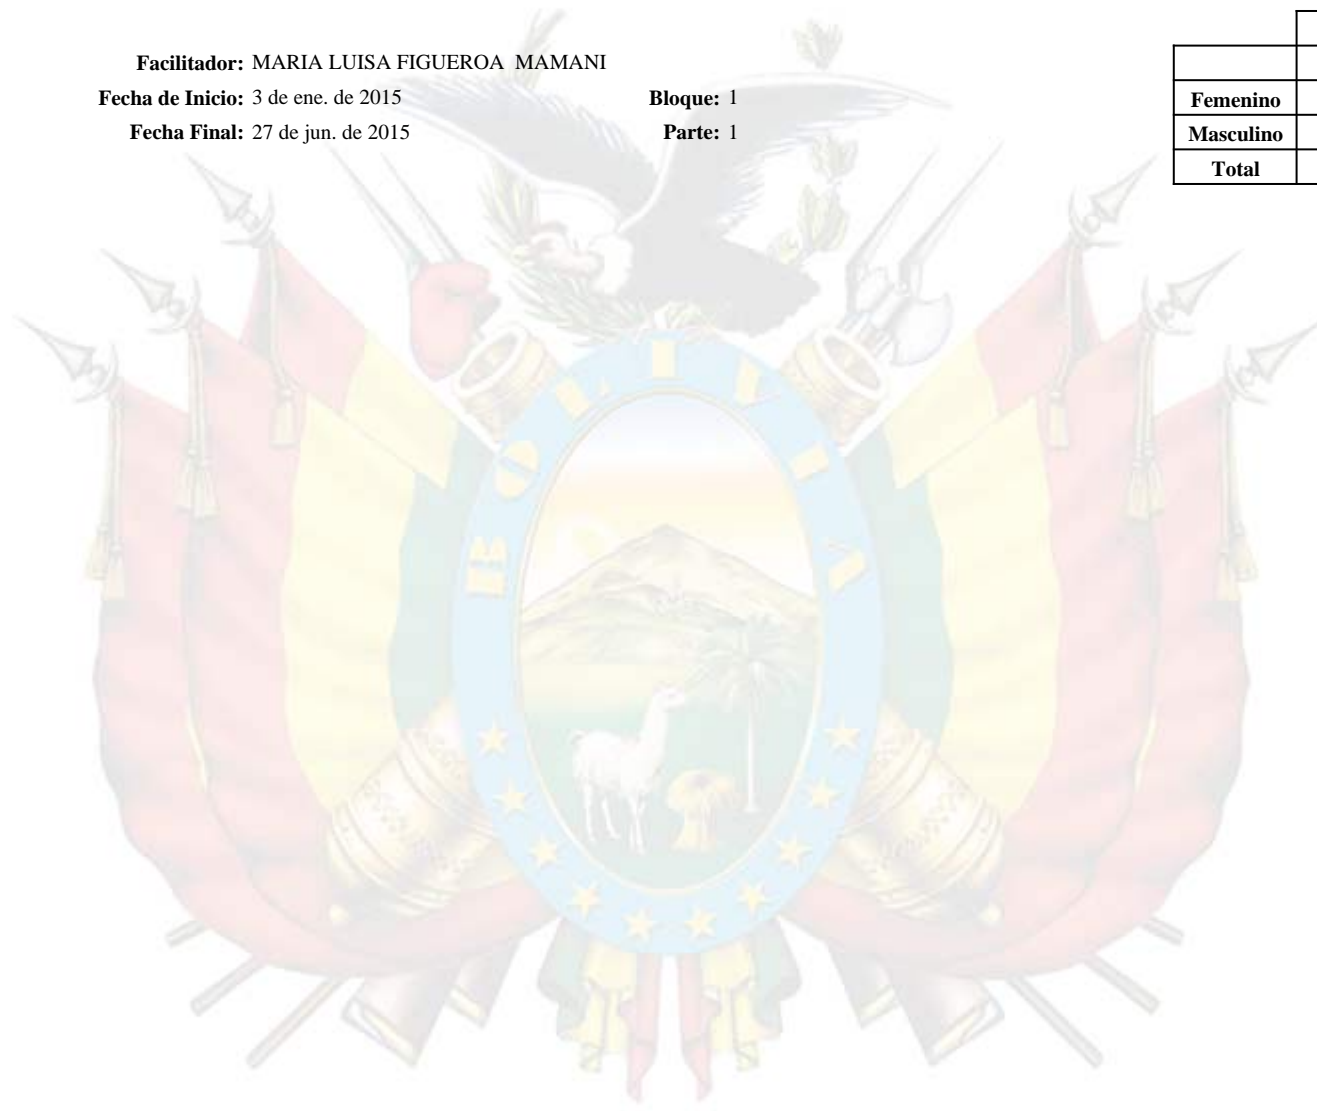 Facilitador: MARIA LUISA FIGUEROA MAMANI
Fecha de Inicio: 3 de ene. de 2015 Bloque: 1
Fecha Final: 27 de jun. de 2015 Parte: 1
Femenino
Masculino
Total
BOLIVIA